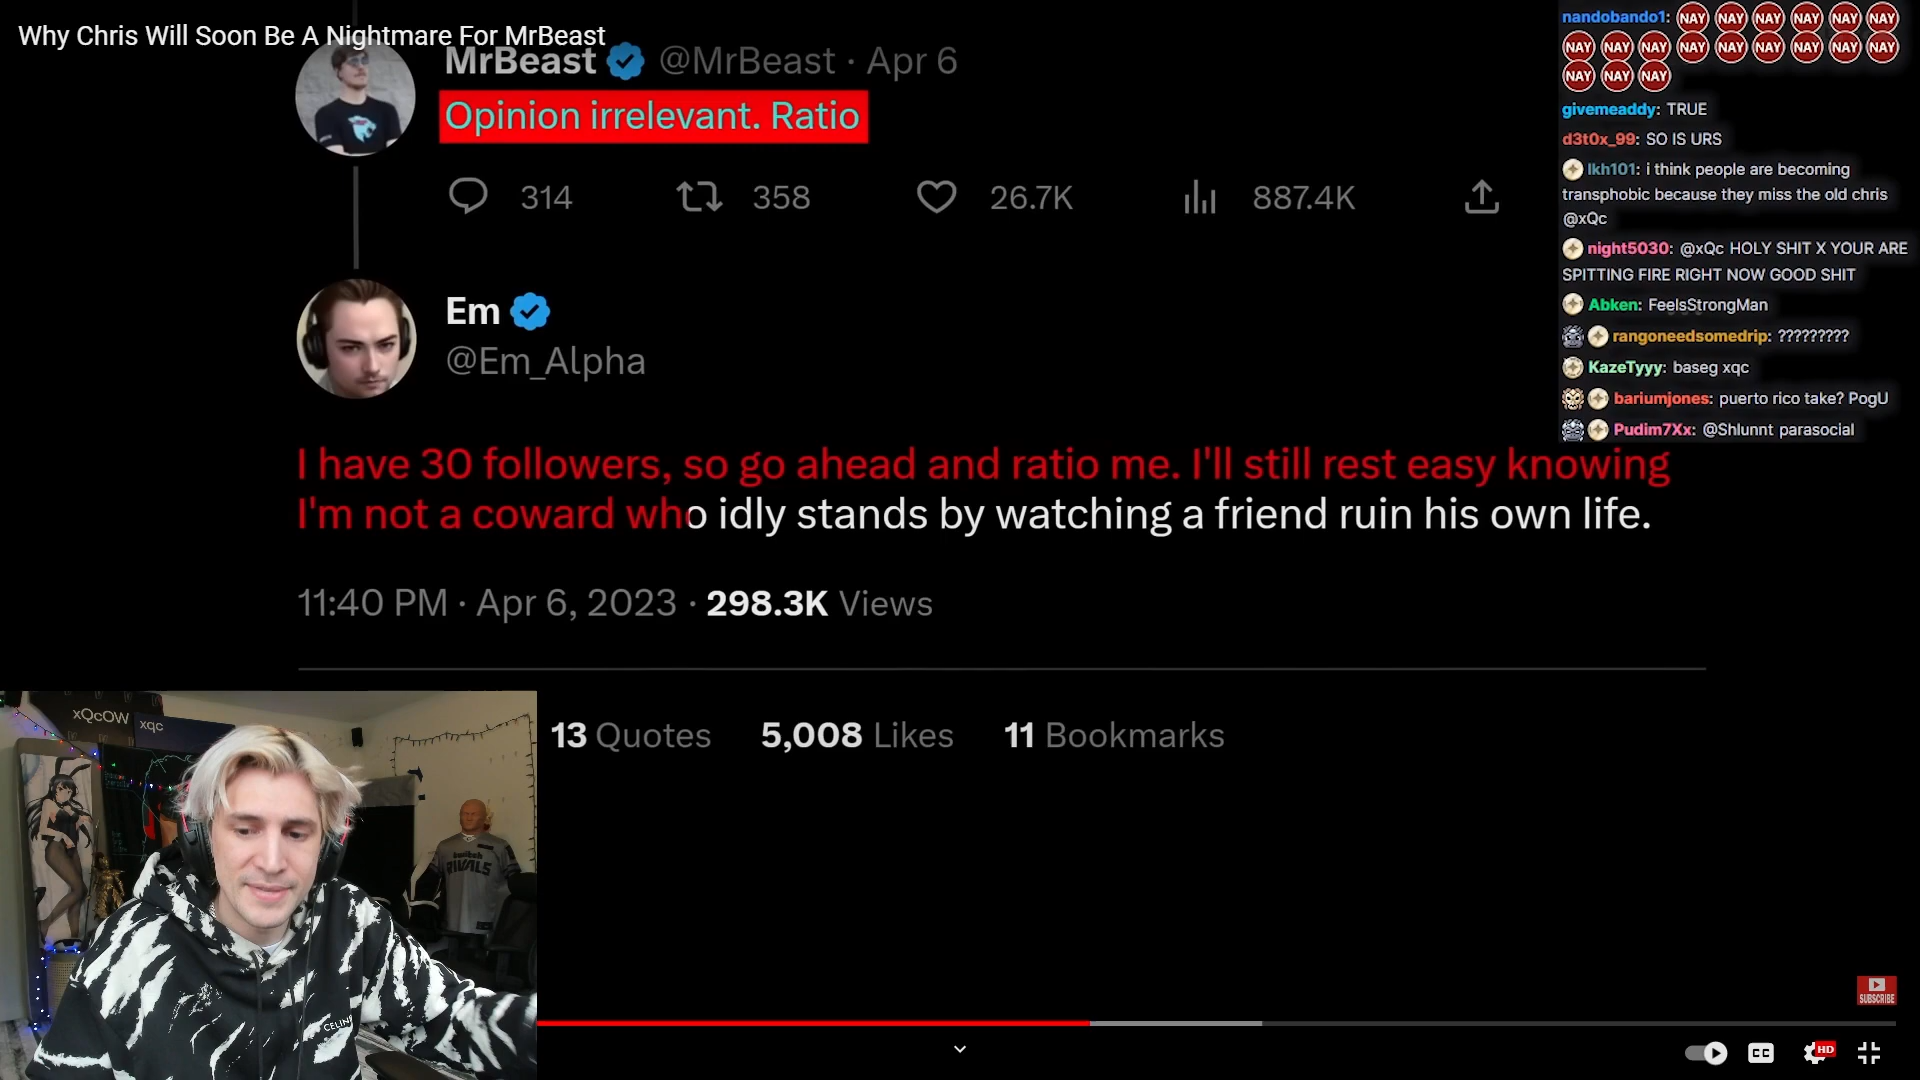 Why Chris Will Soon Be A Nightmare For MrBeast
MrBeast @MrBeast · Apr 6
Opinion irrelevant. Ratio
314 358 26.7K 887.4K
Em
@Em_Alpha
I have 30 followers, so go ahead and ratio me. I'll still rest easy knowing
I'm not a coward who idly stands by watching a friend ruin his own life.
11:40 PM · Apr 6, 2023 · 298.3K Views
13 Quotes 5,008 Likes 11 Bookmarks
nandobando1: NAY NAY NAY NAY NAY NAY
NAY NAY NAY NAY NAY NAY NAY NAY NAY
NAY NAY NAY
givemeaddy: TRUE
d3t0x_99: SO IS URS
lkh101: i think people are becoming
transphobic because they miss the old chris
@xQc
night5030: @xQc HOLY SHIT X YOUR ARE
SPITTING FIRE RIGHT NOW GOOD SHIT
Abken: FeelsStrongMan
rangoneedsomedrip: ?????????
KazeTyyy: baseg xqc
bariumjones: puerto rico take? PogU
Pudim7Xx: @Shlunnt parasocial
xQcOW xqc
RIVALS
CELINE
SUBSCRIBE
CC HD